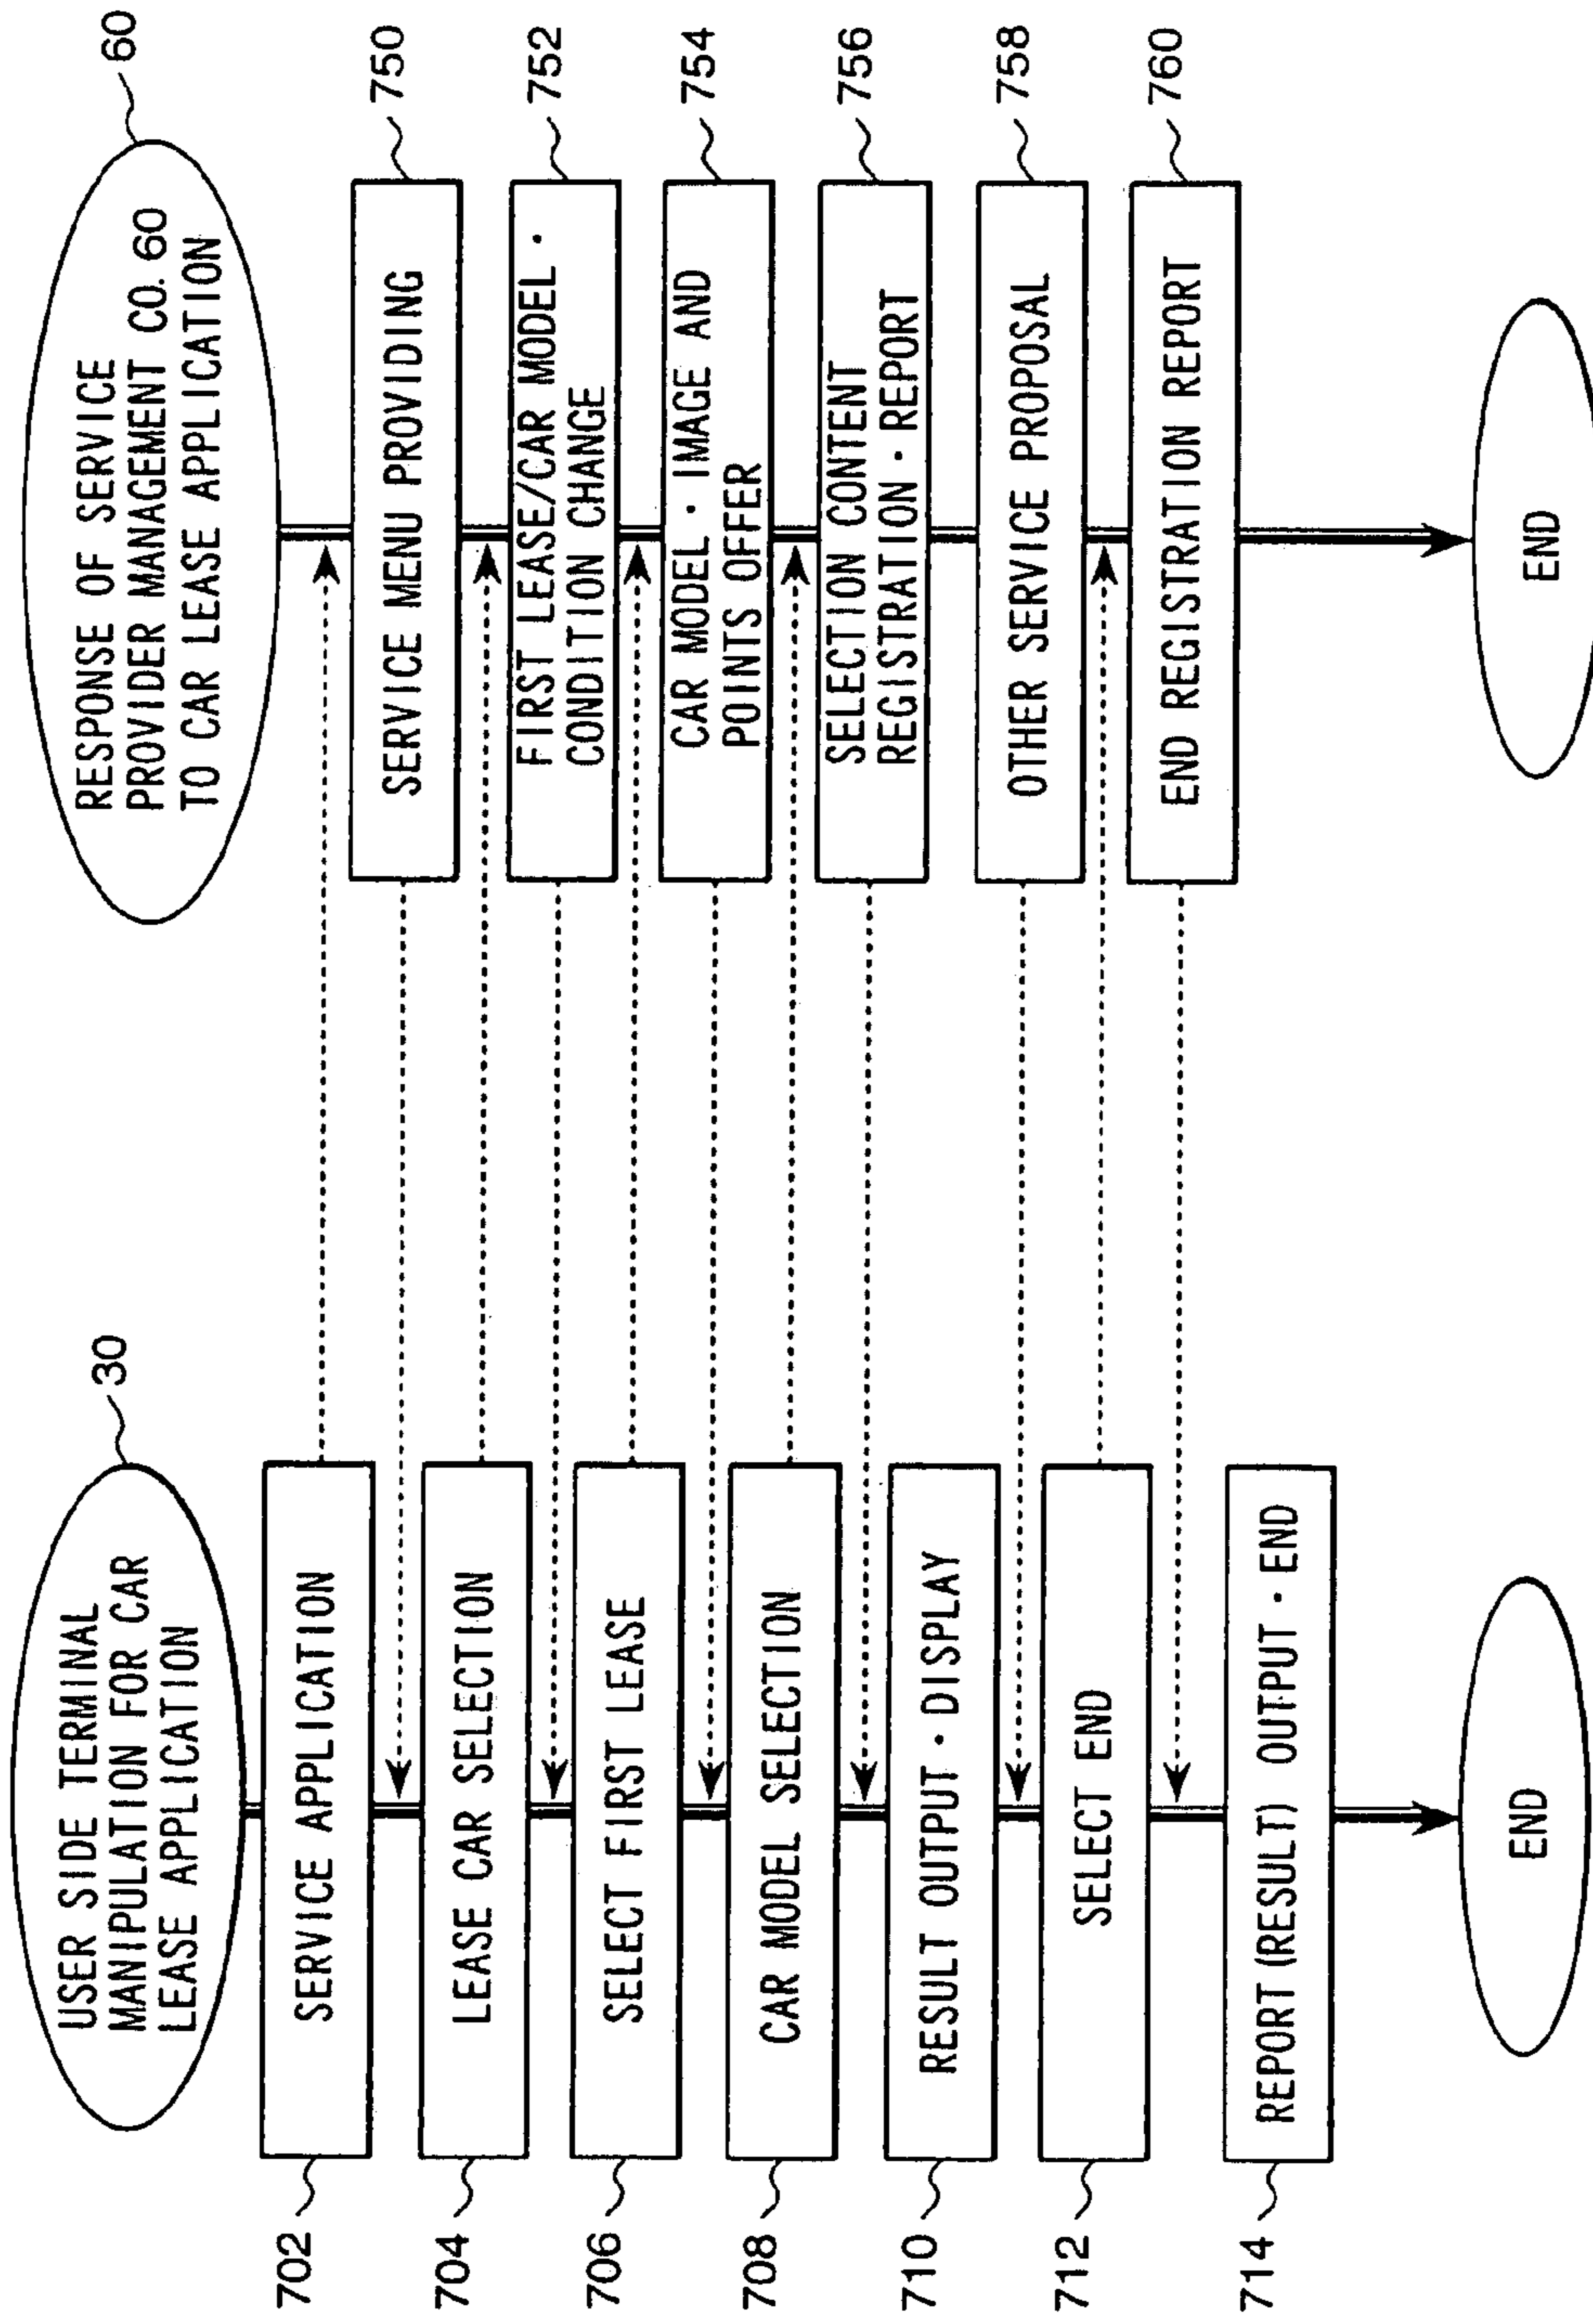 USER SIDE TERMINAL
MANIPULATION FOR CAR
LEASE APPLICATION
30
702
SERVICE APPLICATION
704
LEASE CAR SELECTION
706
SELECT FIRST LEASE
708
CAR MODEL SELECTION
710
RESULT OUTPUT・DISPLAY
712
SELECT END
714
REPORT(RESULT) OUTPUT・END
END
RESPONSE OF SERVICE
PROVIDER MANAGEMENT CO.60
TO CAR LEASE APPLICATION
60
SERVICE MENU PROVIDING
750
FIRST LEASE/CAR MODEL・
CONDITION CHANGE
752
CAR MODEL・IMAGE AND
POINTS OFFER
754
SELECTION CONTENT
REGISTRATION・REPORT
756
OTHER SERVICE PROPOSAL
758
END REGISTRATION REPORT
760
END